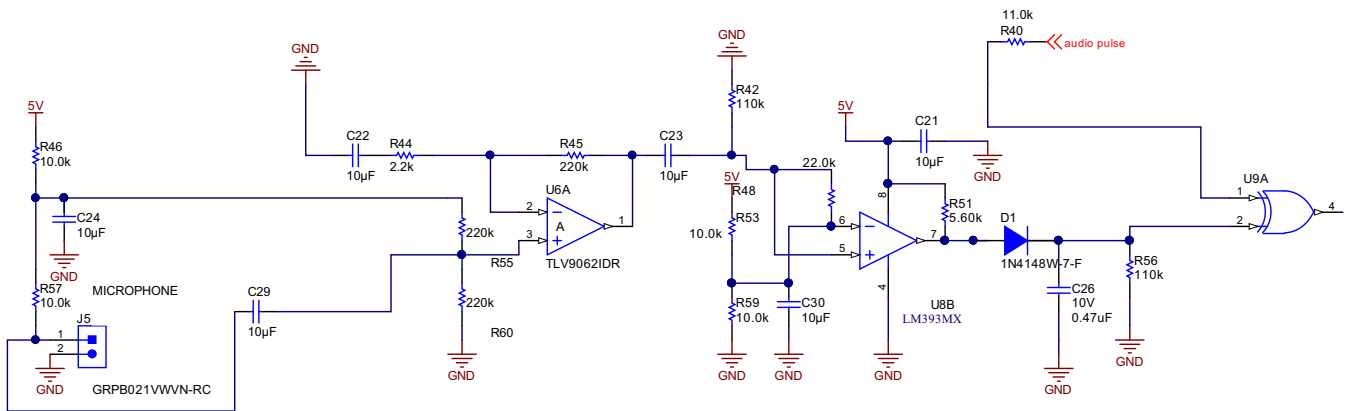 11.0k
R40
audio pulse
GND
GND
R42
110k
5V
R46
10.0k
C22
10µF
R44
2.2k
R45
220k
C23
10µF
5V
C21
10µF
GND
22.0k
5V
R48
R53
10.0k
U6A
2
3
A
1
TLV9062IDR
C24
10µF
GND
220k
R55
8
6
5
7
4
R51
5.60k
D1
1N4148W-7-F
U9A
1
2
4
R57
10.0k
MICROPHONE
C29
10µF
220k
R60
R59
10.0k
C30
10µF
U8B
LM393MX
C26
10V
0.47uF
R56
110k
J5
1
2
GND
GRPB021VWVN-RC
GND
GND
GND
GND
GND
GND